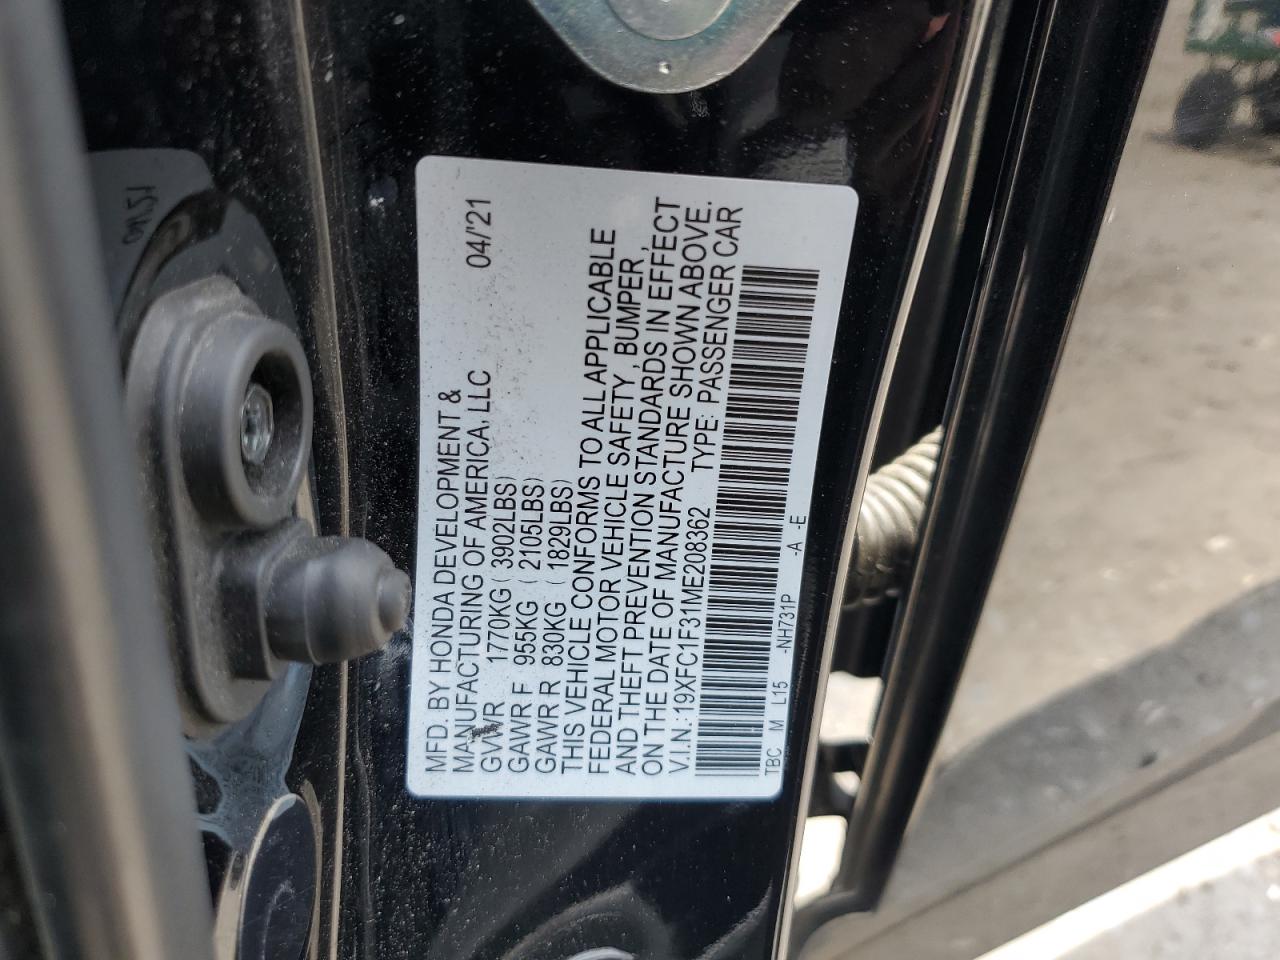 MFD. BY HONDA DEVELOPMENT & 04/'21
MANUFACTURING OF AMERICA, LLC
GVWR 1770KG (3902LBS)
GAWR F 955KG (2105LBS)
GAWR R 830KG (1829LBS)
THIS VEHICLE CONFORMS TO ALL APPLICABLE
FEDERAL MOTOR VEHICLE SAFETY, BUMPER,
AND THEFT PREVENTION STANDARDS IN EFFECT
ON THE DATE OF MANUFACTURE SHOWN ABOVE.
V.I.N.: 19XFC1F31ME208362 TYPE: PASSENGER CAR
TBC M L15 -NH731P -A -E